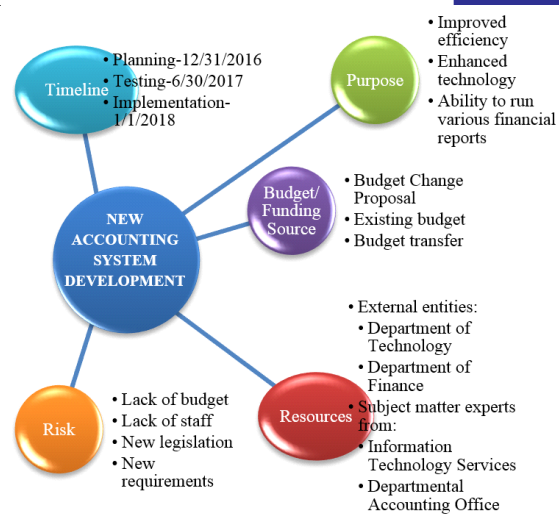 NEW
ACCOUNTING
SYSTEM
DEVELOPMENT
Timeline
• Planning-12/31/2016
• Testing-6/30/2017
• Implementation-
1/1/2018
Purpose
• Improved
efficiency
• Enhanced
technology
• Ability to run
various financial
reports
Budget/
Funding
Source
• Budget Change
Proposal
• Existing budget
• Budget transfer
Resources
• External entities:
• Department of
Technology
• Department of
Finance
• Subject matter experts
from:
• Information
Technology Services
• Departmental
Accounting Office
Risk
• Lack of budget
• Lack of staff
• New legislation
• New
requirements